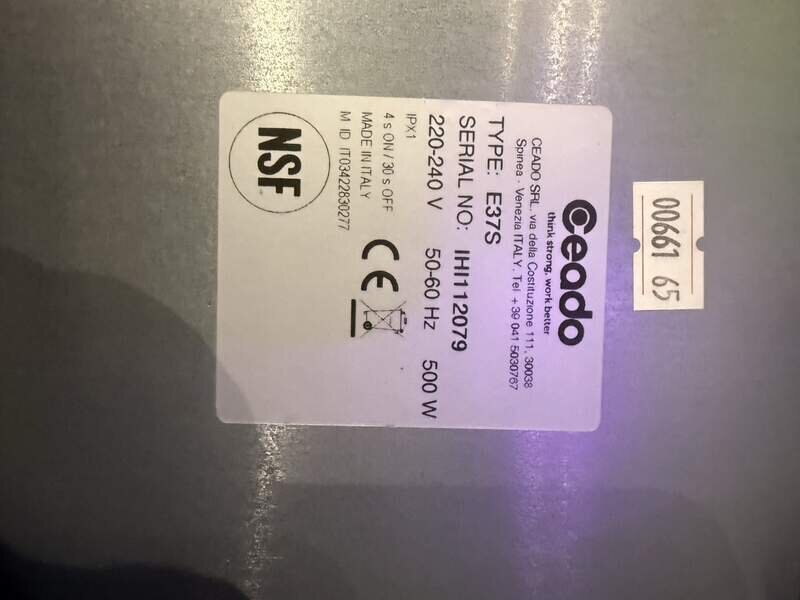 Ceado
think strong, work better
CEADO SRL, via della Costituzione 111, 30038
Spinea - Venezia ITALY. Tel + 39 041 5030767
TYPE: E37S
SERIAL NO: IHI112079
220-240 V 50-60 Hz 500 W
IPX1
4 s ON / 30 s OFF
MADE IN ITALY
M ID IT03422830277
CE
NSF
00661 65